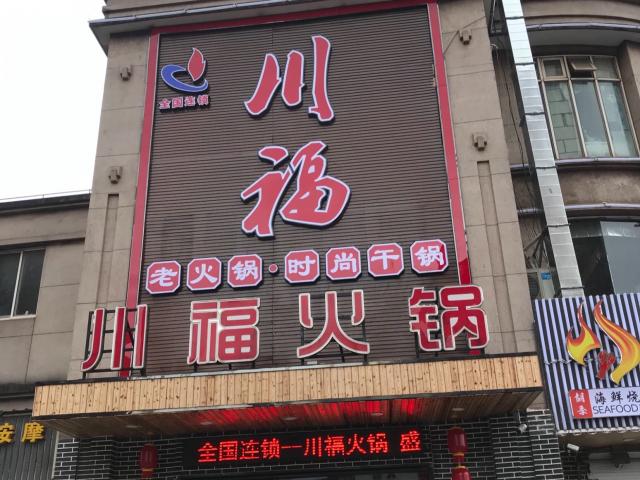 全国连锁
川福
老火锅·时尚干锅
川福火锅
全国连锁一川福火锅 盛
按摩
海鲜烧
SEAFOOD